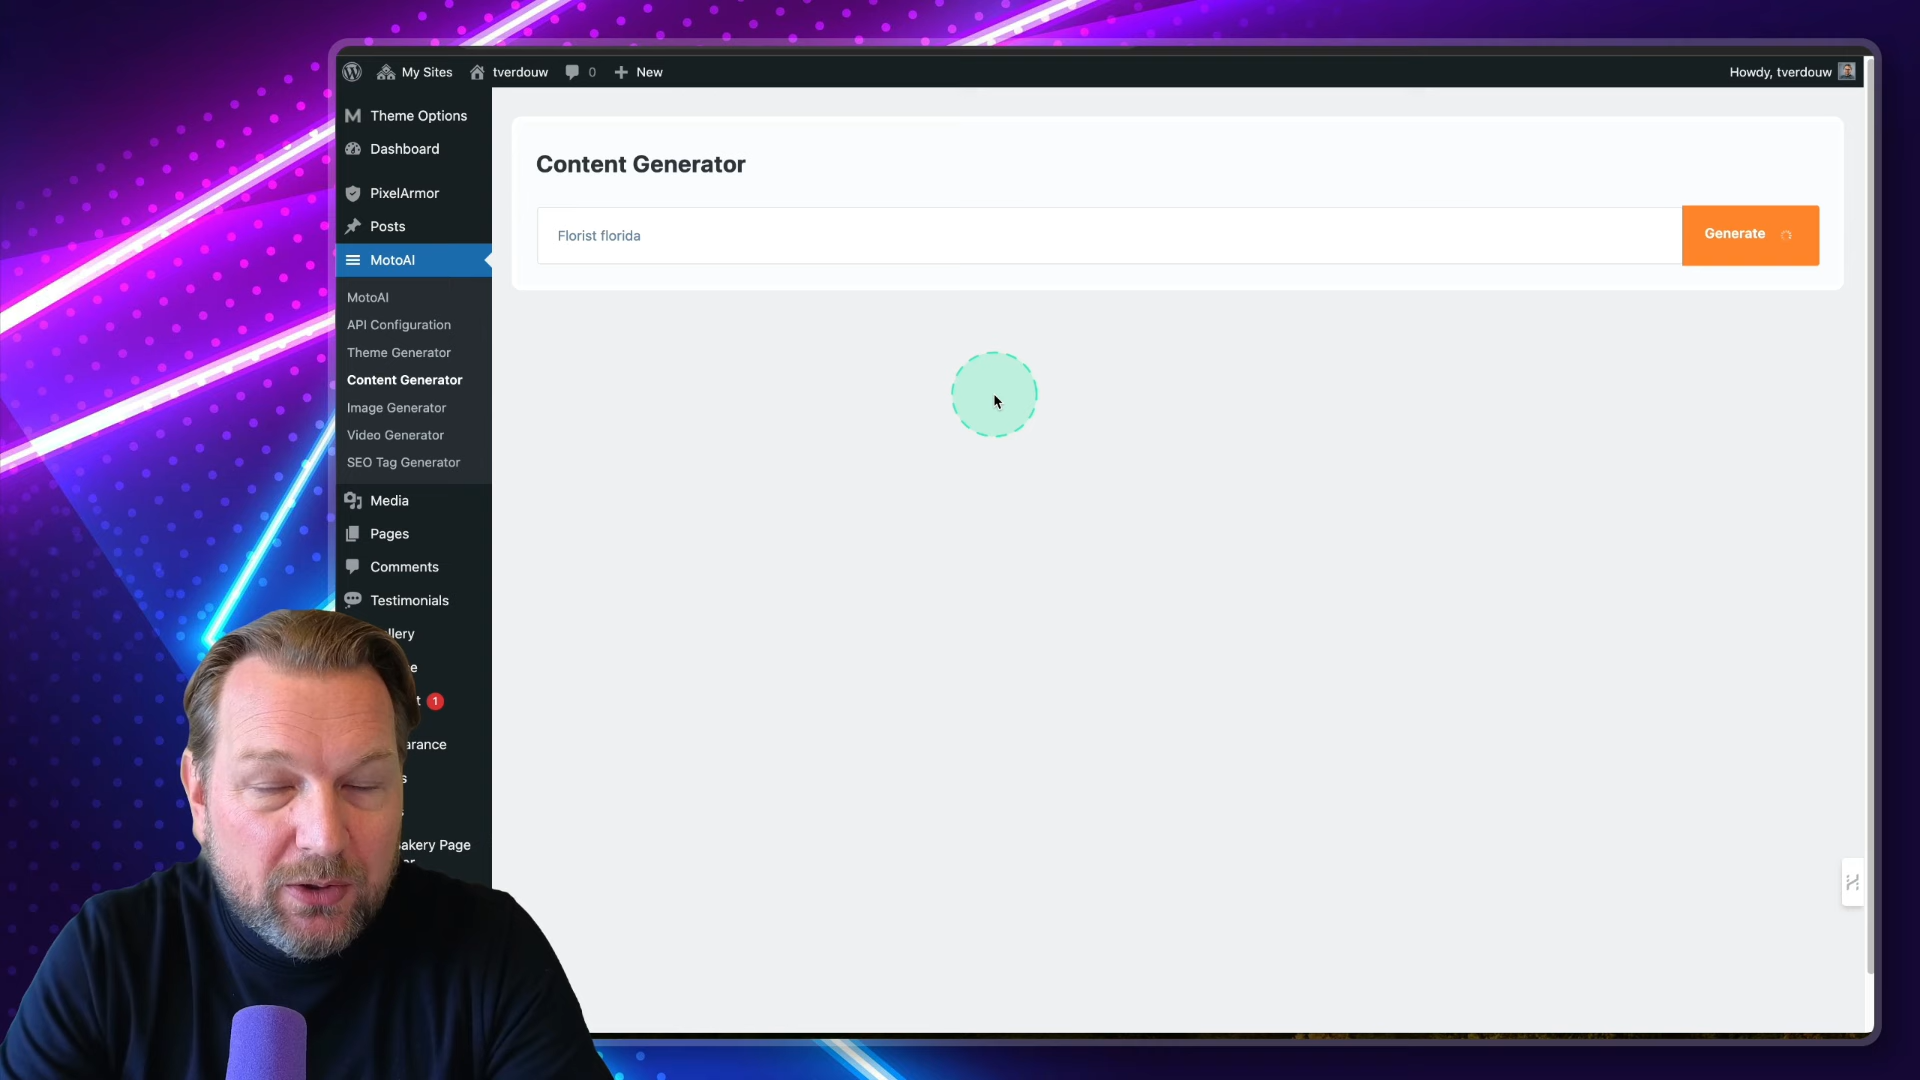 My Sites
tverdouw
0
New
Howdy, tverdouw
Theme Options
Dashboard
PixelArmor
Posts
MotoAI
MotoAI
API Configuration
Theme Generator
Content Generator
Image Generator
Video Generator
SEO Tag Generator
Media
Pages
Comments
Testimonials
1
akery Page
Content Generator
Florist florida
Generate